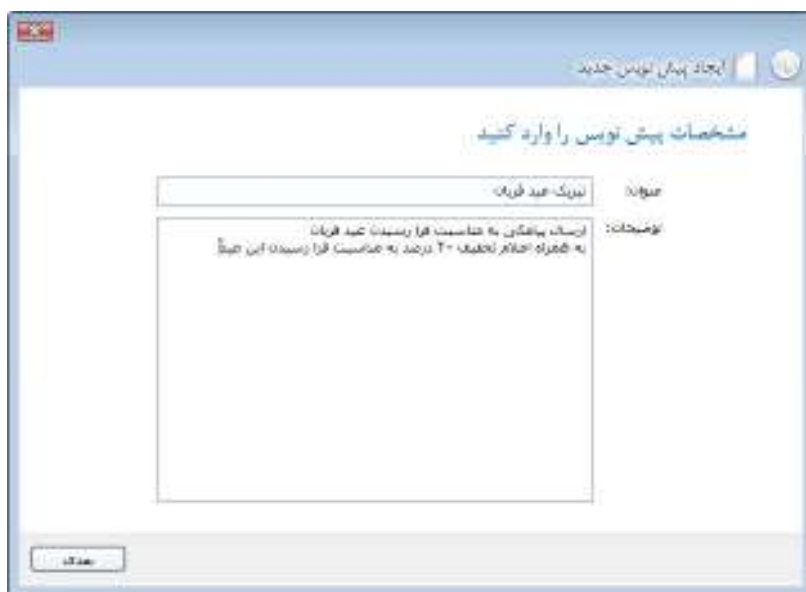 ایجاد پیش نویس جدید
مشخصات پیش نویس را وارد کنید
عنوان:
تبریک عید قربان
توضیحات:
ارسال پیامکی به مناسبت فرا رسیدن عید قربان
به همراه اعلام تخفیف ۲۰ درصد به مناسبت فرا رسیدن این عید
بعدی